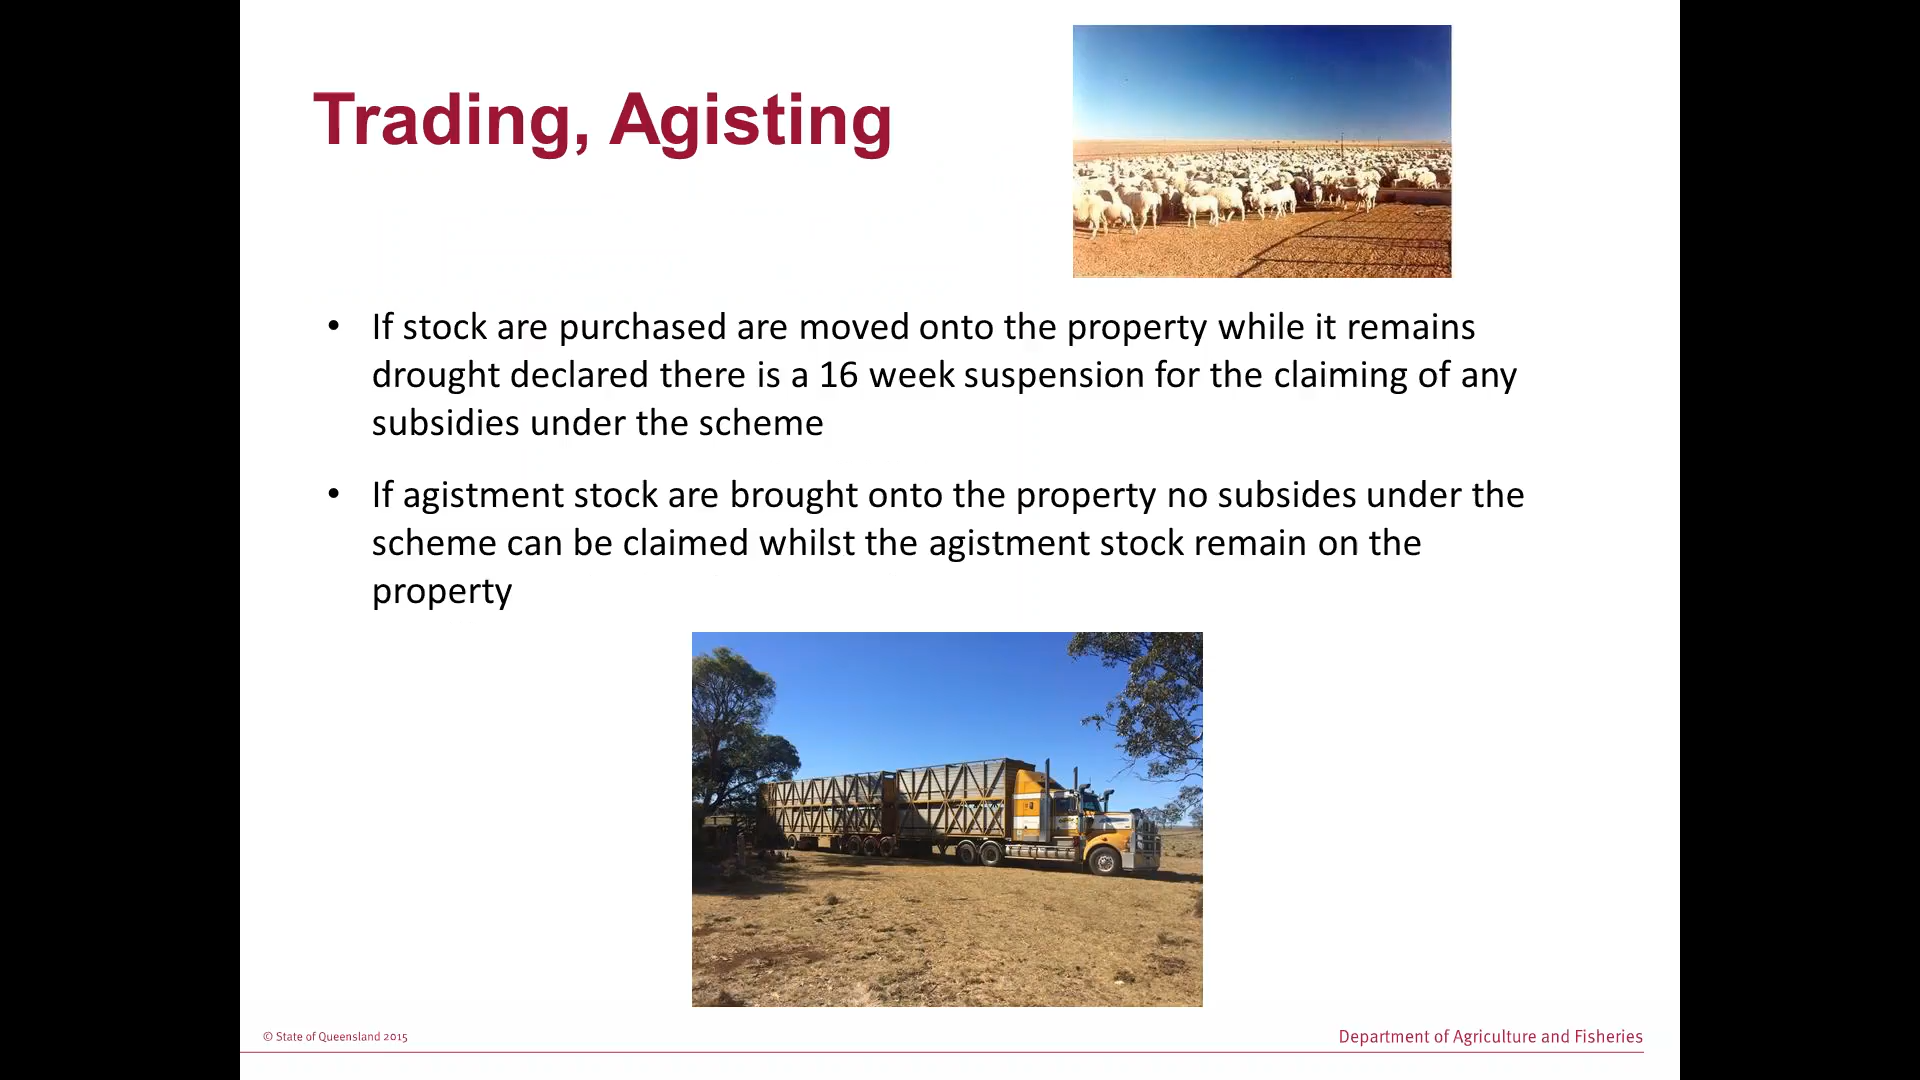 Trading, Agisting
• If stock are purchased are moved onto the property while it remains
drought declared there is a 16 week suspension for the claiming of any
subsidies under the scheme
• If agistment stock are brought onto the property no subsides under the
scheme can be claimed whilst the agistment stock remain on the
property
© State of Queensland 2015
Department of Agriculture and Fisheries